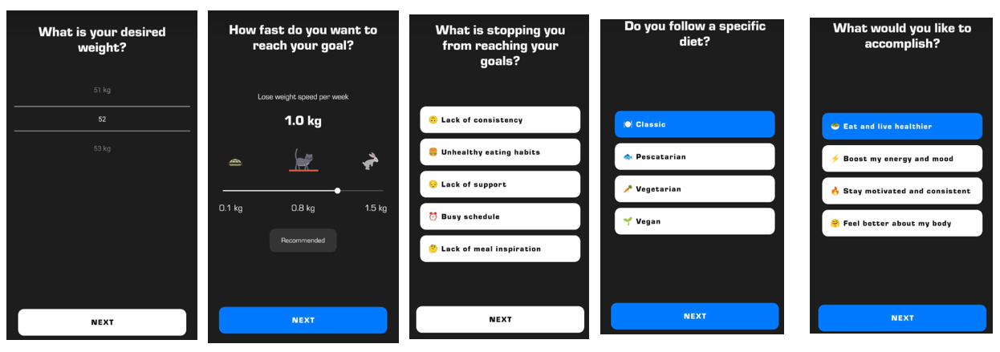 What is your desired
weight?
51 kg
52
53 kg
NEXT
How fast do you want to
reach your goal?
Lose weight speed per week
1.0 kg
0.1 kg
0.8 kg
1.5 kg
Recommended
NEXT
What is stopping you
from reaching your
goals?
Lack of consistency
Unhealthy eating habits
Lack of support
Busy schedule
Lack of meal inspiration
NEXT
Do you follow a specific
diet?
Classic
Pescatarian
Vegetarian
Vegan
NEXT
What would you like to
accomplish?
Eat and live healthier
Boost my energy and mood
Stay motivated and consistent
Feel better about my body
NEXT